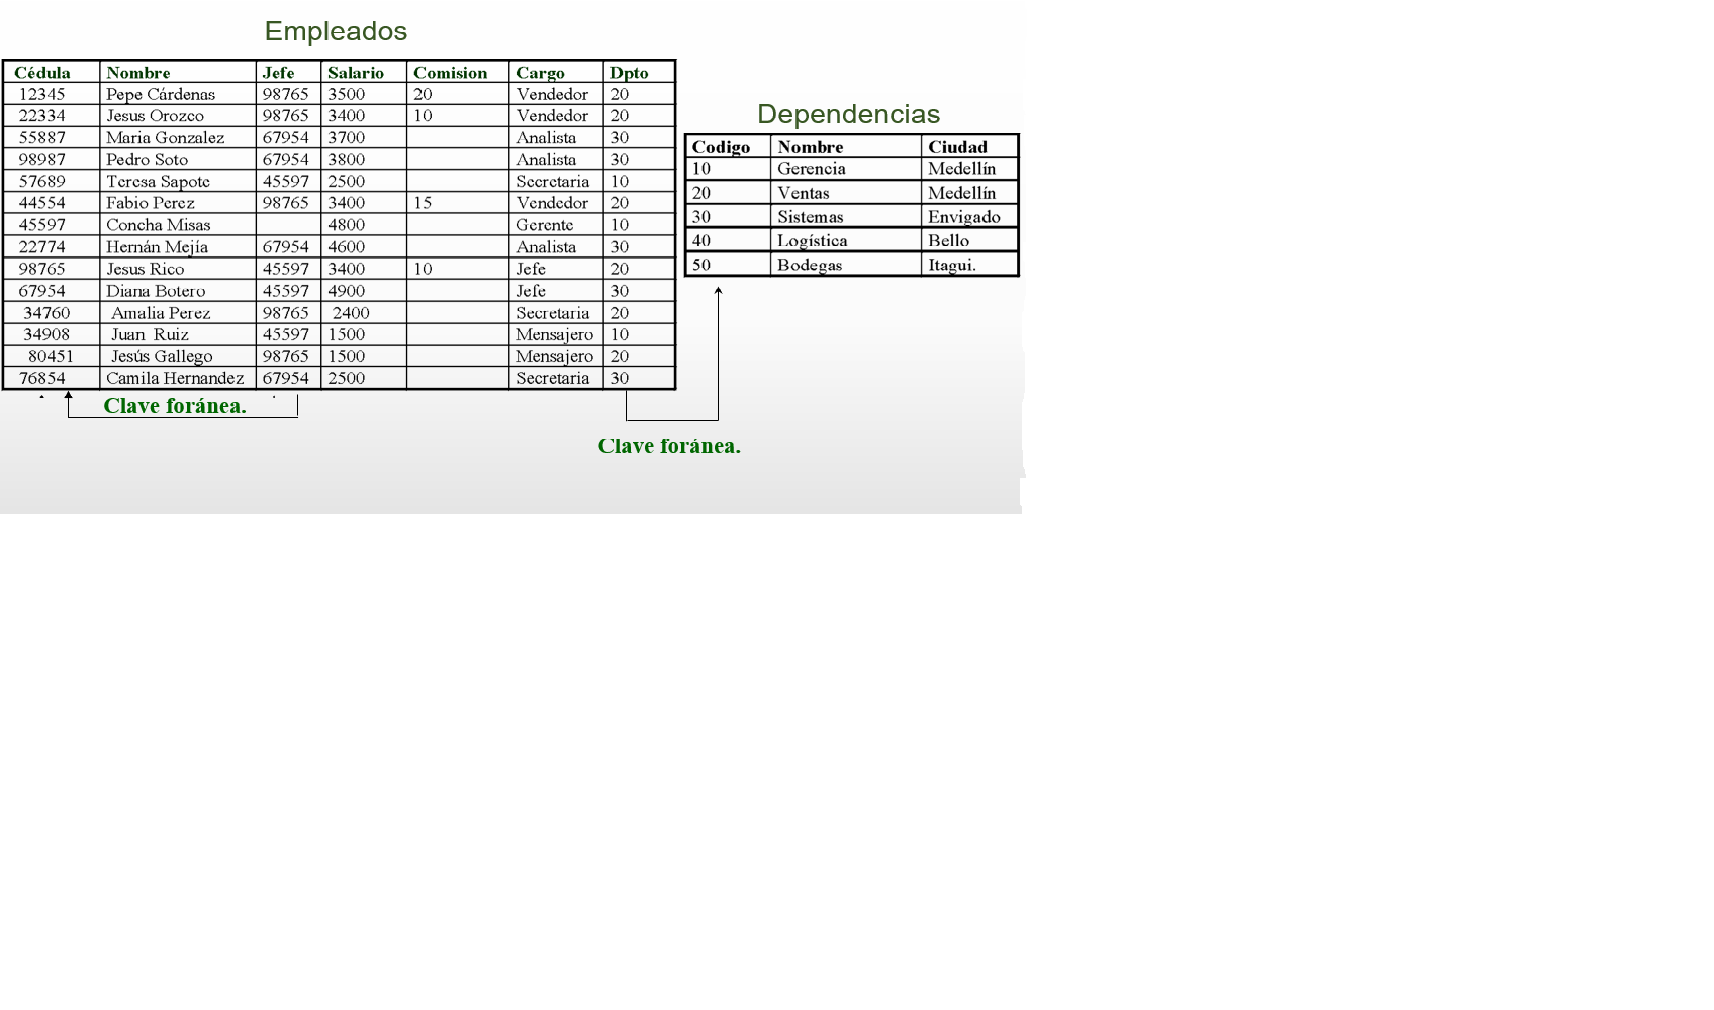 Empleados
Cédula Nombre Jefe Salario Comision Cargo Dpto
12345 Pepe Cárdenas 98765 3500 20 Vendedor 20
22334 Jesus Orozco 98765 3400 10 Vendedor 20
55887 Maria Gonzalez 67954 3700 Analista 30
98987 Pedro Soto 67954 3800 Analista 30
57689 Teresa Sapote 45597 2500 Secretaria 10
44554 Fabio Perez 98765 3400 15 Vendedor 20
45597 Concha Misas 4800 Gerente 10
22774 Hernán Mejía 67954 4600 Analista 30
98765 Jesus Rico 45597 3400 10 Jefe 20
67954 Diana Botero 45597 4900 Jefe 30
34760 Amalia Perez 98765 2400 Secretaria 20
34908 Juan Ruiz 45597 1500 Mensajero 10
80451 Jesús Gallego 98765 1500 Mensajero 20
76854 Camila Hernandez 67954 2500 Secretaria 30
Clave foránea.
Dependencias
Codigo Nombre Ciudad
10 Gerencia Medellín
20 Ventas Medellín
30 Sistemas Envigado
40 Logística Bello
50 Bodegas Itagui.
Clave foránea.